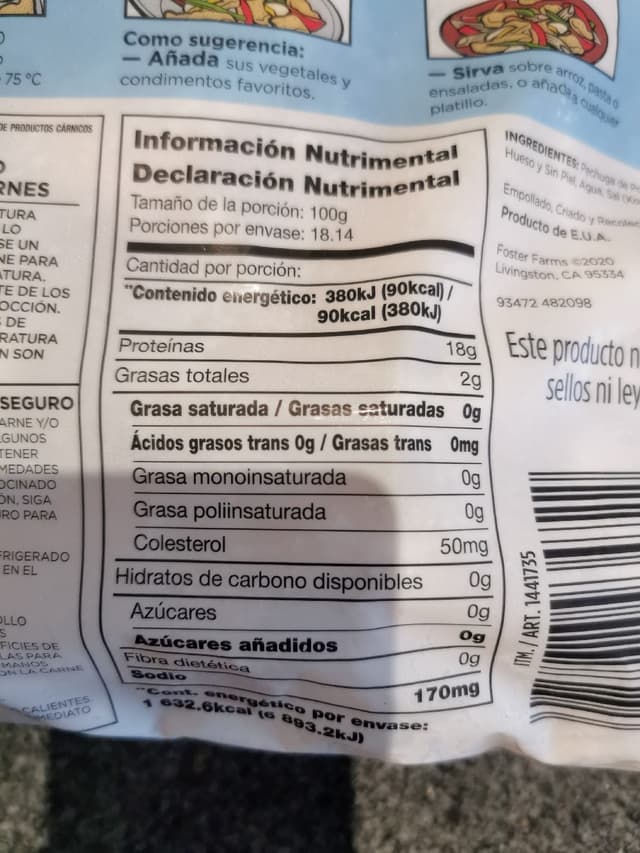 75 °C
Como sugerencia:
— Añada sus vegetales y
condimentos favoritos.
— Sirva sobre arroz, pasta o
ensaladas, o añada a cualquier
platillo.
DE PRODUCTOS CÁRNICOS
RNES
TURA
LO
SE UN
NE PARA
ATURA.
TE DE LOS
OCCIÓN.
DE
RATURA
N SON
SEGURO
ARNE Y/O
LGUNOS
TENER
MEDADES
OCINADO
ÓN, SIGA
RO PARA
FRIGERADO
EN EL
OLLO
S
FICIES DE
LAS PARA
MANOS
ON LA CARNE
CALIENTES
MEDIATO
Información Nutrimental
Declaración Nutrimental
Tamaño de la porción: 100g
Porciones por envase: 18.14
Cantidad por porción:
"Contenido energético: 380kJ (90kcal) /
90kcal (380kJ)
Proteínas 18g
Grasas totales 2g
Grasa saturada / Grasas saturadas 0g
Ácidos grasos trans 0g / Grasas trans 0mg
Grasa monoinsaturada 0g
Grasa poliinsaturada 0g
Colesterol 50mg
Hidratos de carbono disponibles 0g
Azúcares 0g
Azúcares añadidos 0g
Fibra dietética 0g
Sodio 170mg
"Cont. energético por envase:
1 632.6kcal (6 893.2kJ)
INGREDIENTES: Pechuga de
Hueso y Sin Piel, Agua, Sal
Empollado, Criado y
Producto de E.U.A.
Foster Farms ©2020
Livingston, CA 95334
93472 482098
Este producto n
sellos ni ley
ITM. / ART. 1441735